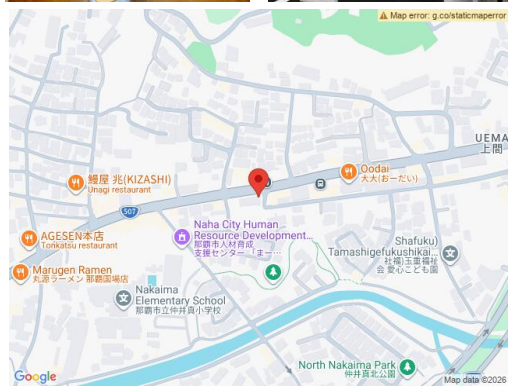 Map error: g.co/staticmaperror
UEMA
上間
Oodai
大大(おーだい)
鰻屋 兆(KIZASHI)
Unagi restaurant
507
Naha City Human
Resource Development...
那覇市人材育成
支援センター「まー...
AGESEN本店
Tonkatsu restaurant
Shafuku)
Tamashigefukushikai...
社福)玉重福祉
会 愛心こども園
Marugen Ramen
丸源ラーメン 那覇国場店
Nakaima
Elementary School
那覇市立仲井真小学校
North Nakaima Park
仲井真北公園
Google
Map data ©2026